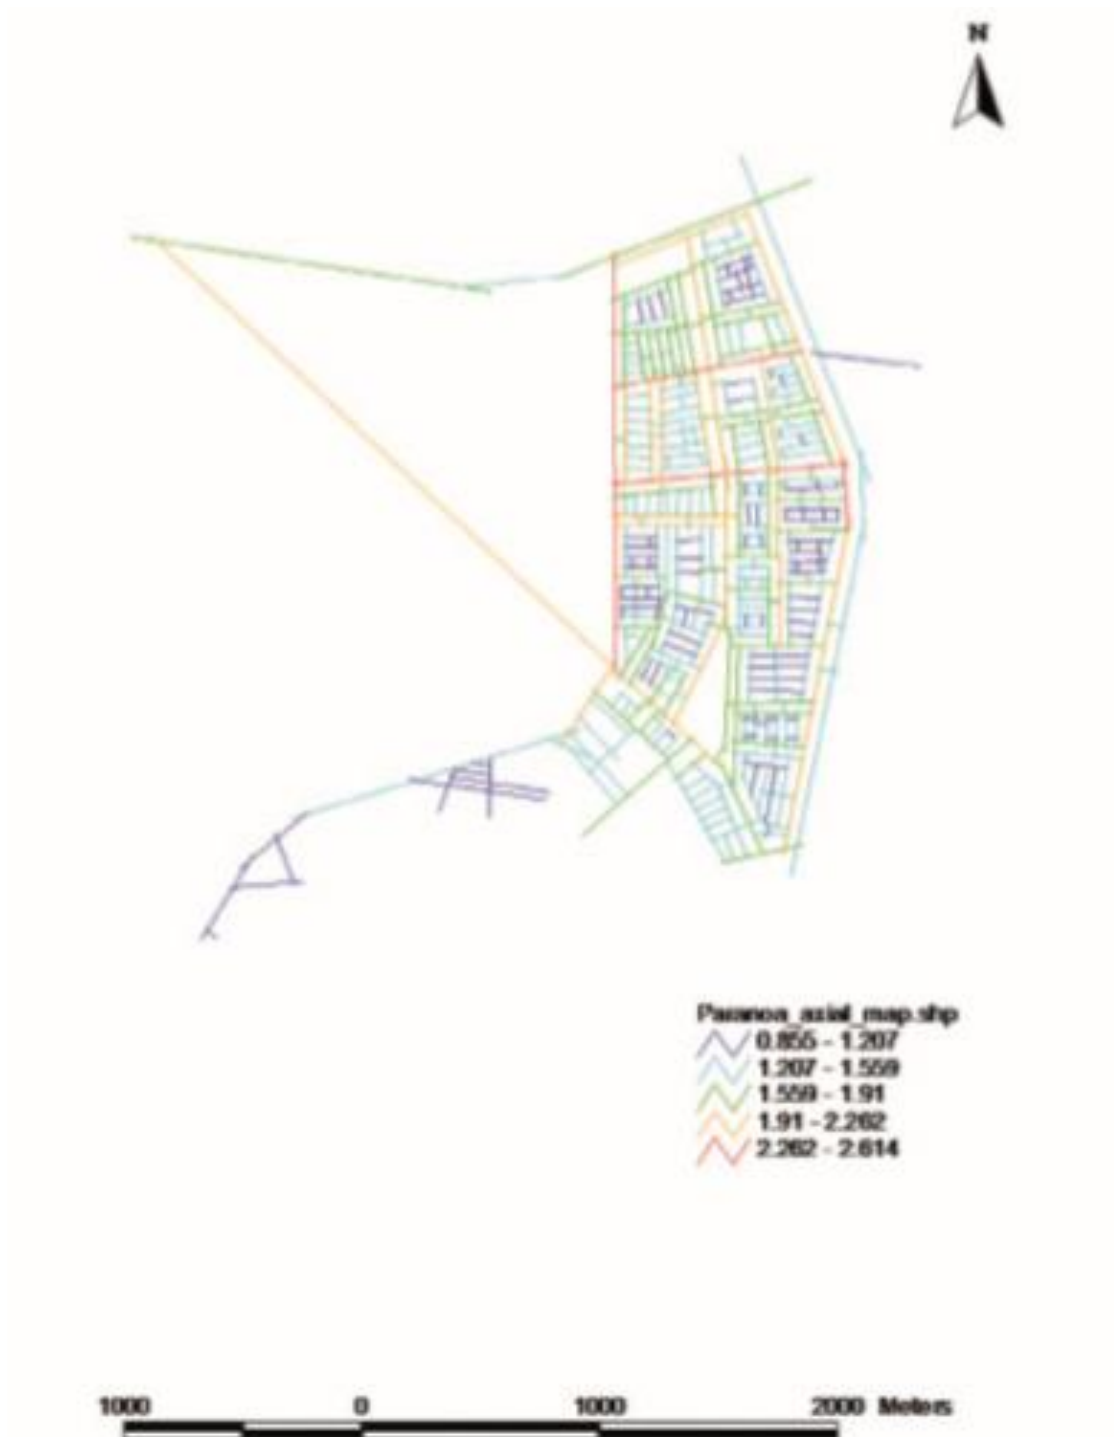 N
Paranoa_axial_map.shp
0.855 - 1.207
1.207 - 1.559
1.559 - 1.91
1.91 - 2.262
2.262 - 2.614
1000 0 1000 2000 Meters